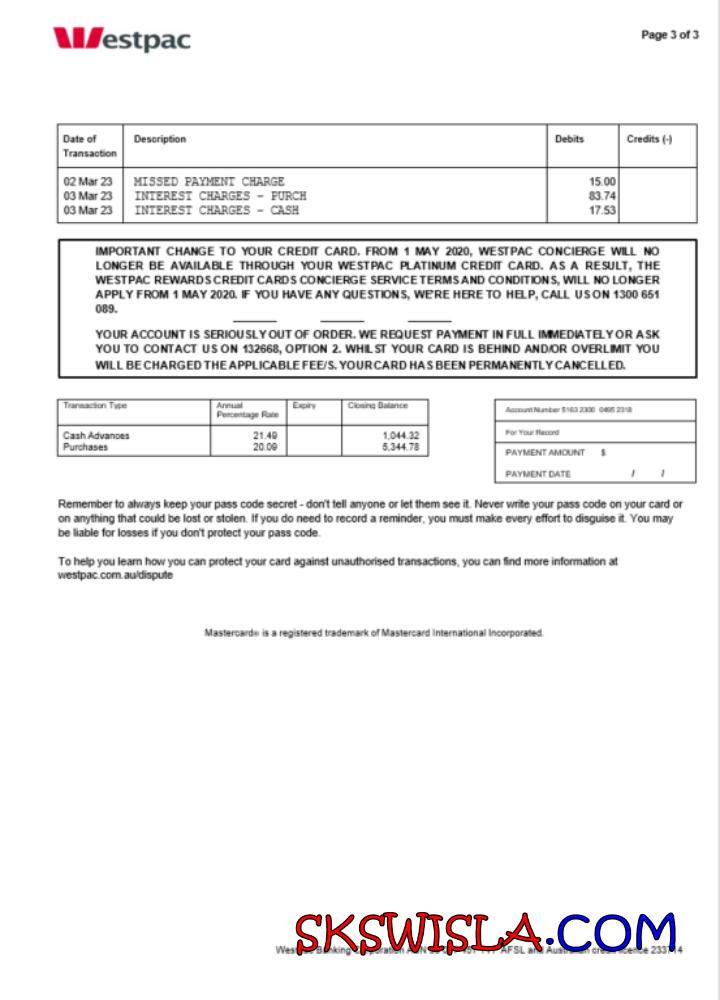 Westpac
Page 3 of 3
Date of Transaction Description Debits Credits (-)
02 Mar 23 MISSED PAYMENT CHARGE 15.00
03 Mar 23 INTEREST CHARGES - PURCH 83.74
03 Mar 23 INTEREST CHARGES - CASH 17.53
IMPORTANT CHANGE TO YOUR CREDIT CARD. FROM 1 MAY 2020, WESTPAC CONCIERGE WILL NO
LONGER BE AVAILABLE THROUGH YOUR WESTPAC PLATINUM CREDIT CARD. AS A RESULT, THE
WESTPAC REWARDS CREDIT CARDS CONCIERGE SERVICE TERMS AND CONDITIONS, WILL NO LONGER
APPLY FROM 1 MAY 2020. IF YOU HAVE ANY QUESTIONS, WE'RE HERE TO HELP, CALL US ON 1300 651
089.
YOUR ACCOUNT IS SERIOUSLY OUT OF ORDER. WE REQUEST PAYMENT IN FULL IMMEDIATELY OR ASK
YOU TO CONTACT US ON 132668, OPTION 2. WHILST YOUR CARD IS BEHIND AND/OR OVERLIMIT YOU
WILL BE CHARGED THE APPLICABLE FEE/S. YOUR CARD HAS BEEN PERMANENTLY CANCELLED.
Transaction Type Annual Percentage Rate Expiry Closing Balance
Cash Advances 21.49 1,044.32
Purchases 20.09 5,344.78
Account Number 5163 2300 0495 2318
For Your Record
PAYMENT AMOUNT $
PAYMENT DATE / /
Remember to always keep your pass code secret - don't tell anyone or let them see it. Never write your pass code on your card or
on anything that could be lost or stolen. If you do need to record a reminder, you must make every effort to disguise it. You may
be liable for losses if you don't protect your pass code.
To help you learn how you can protect your card against unauthorised transactions, you can find more information at
westpac.com.au/dispute
Mastercard® is a registered trademark of Mastercard International Incorporated.
SKSWISLA.COM
Banking AFSL and licence